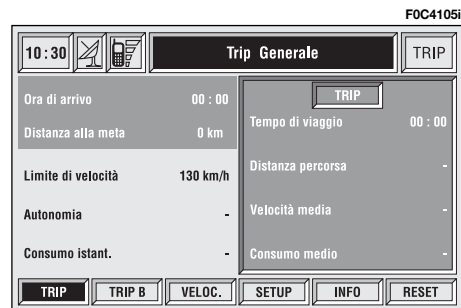 F0C4105i
10:30 Trip Generale TRIP
Ora di arrivo 00 : 00
Distanza alla meta 0 km
Limite di velocità 130 km/h
Autonomia -
Consumo istant. -
TRIP
Tempo di viaggio 00 : 00
Distanza percorsa -
Velocità media -
Consumo medio -
TRIP TRIP B VELOC. SETUP INFO RESET